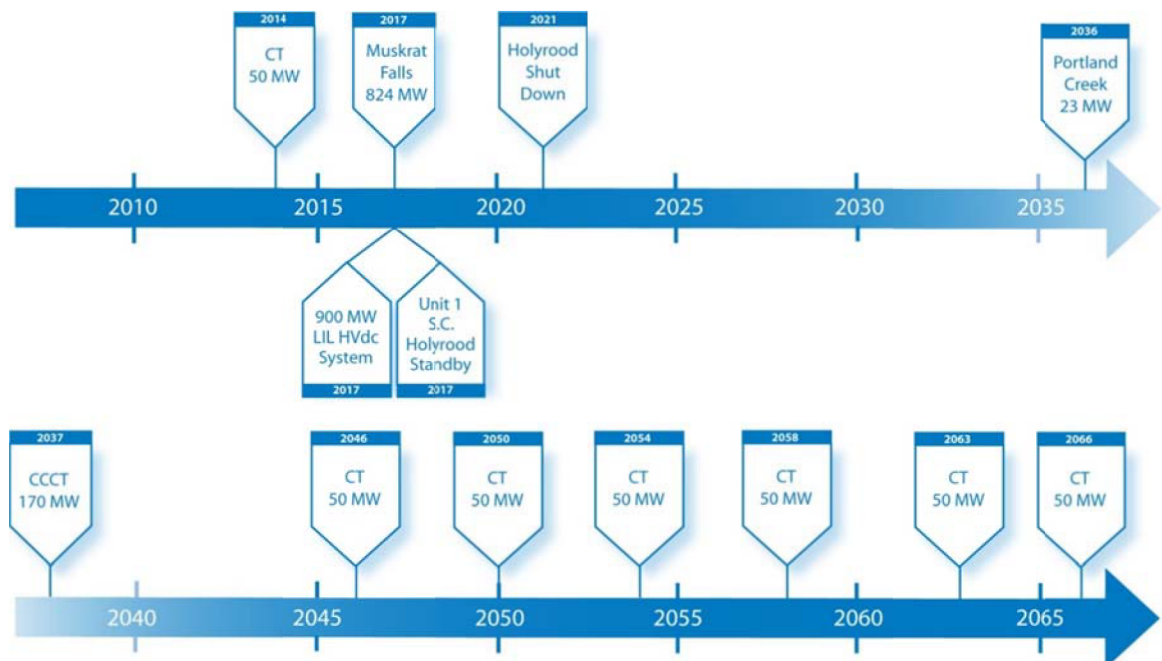 2014
CT
50 MW
2017
Muskrat
Falls
824 MW
2021
Holyrood
Shut
Down
2036
Portland
Creek
23 MW
2010 2015 2020 2025 2030 2035
900 MW
LIL HVdc
System
2017
Unit 1
S.C.
Holyrood
Standby
2017
2037
CCCT
170 MW
2046
CT
50 MW
2050
CT
50 MW
2054
CT
50 MW
2058
CT
50 MW
2063
CT
50 MW
2066
CT
50 MW
2040 2045 2050 2055 2060 2065